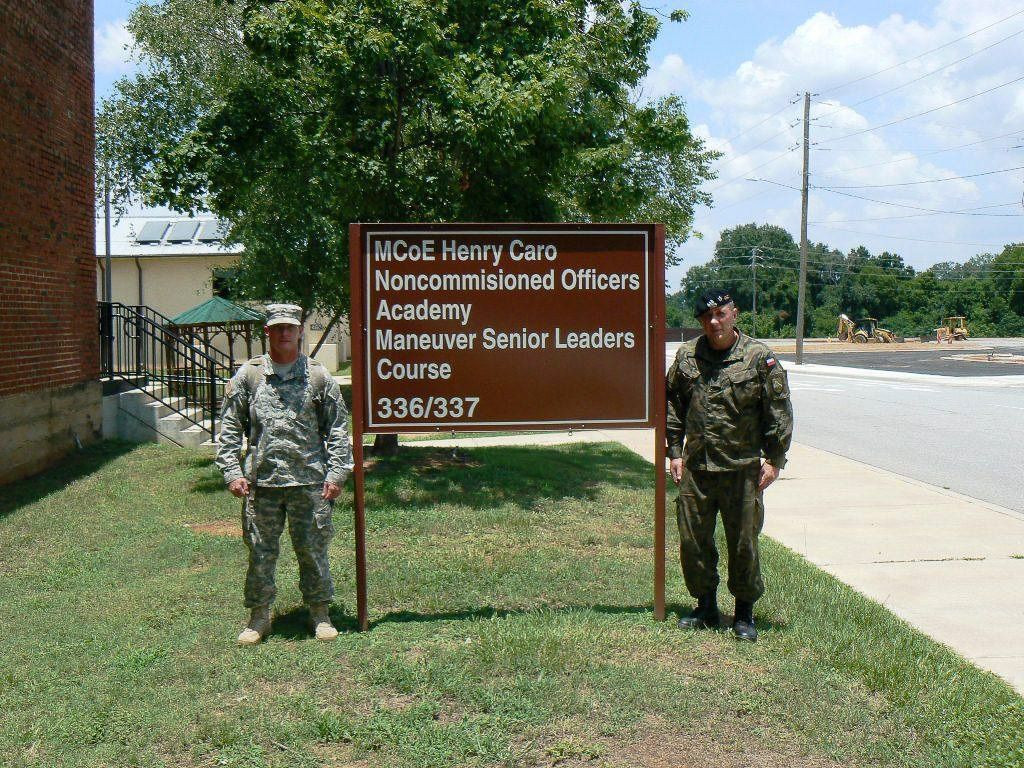 MCoE Henry Caro
Noncommisioned Officers
Academy
Maneuver Senior Leaders
Course
336/337